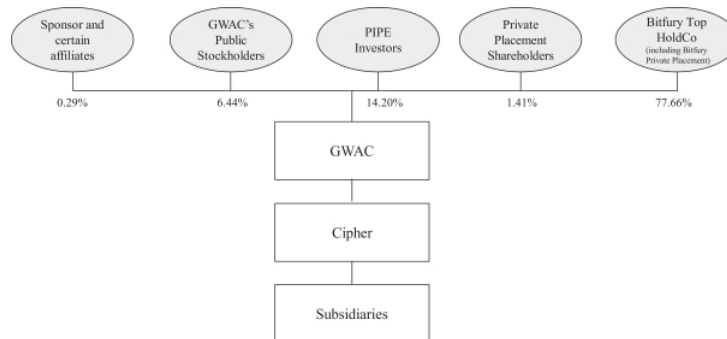 Sponsor and
certain
affiliates
GWAC's
Public
Stockholders
PIPE
Investors
Private
Placement
Shareholders
Bitfury Top
HoldCo
(including Bitfury
Private Placement)
0.29%
6.44%
14.20%
1.41%
77.66%
GWAC
Cipher
Subsidiaries